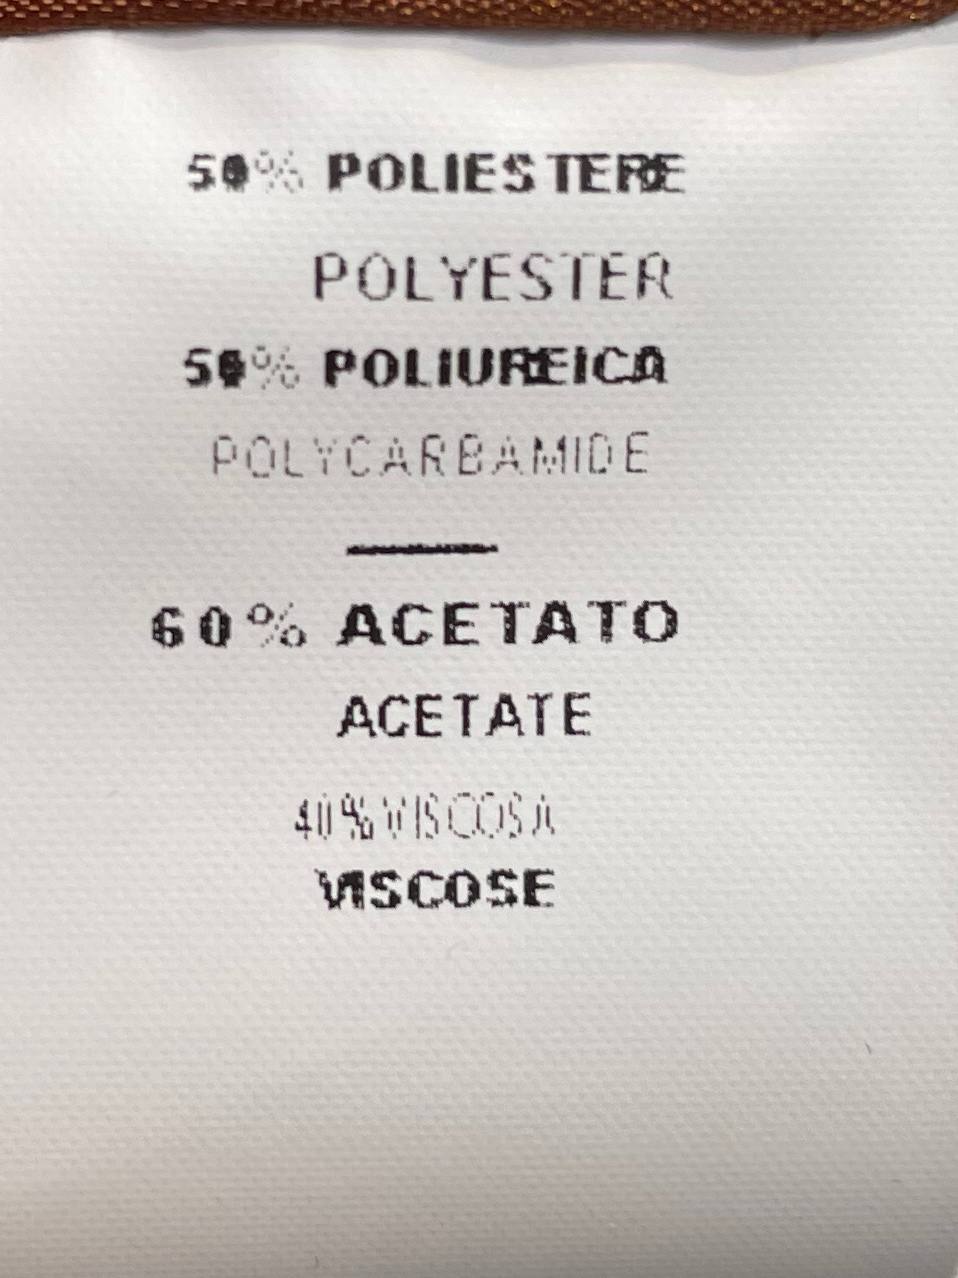 50% POLIESTERE
POLYESTER
50% POLIUREICA
POLYCARBAMIDE
60% ACETATO
ACETATE
40% VISCOSA
VISCOSE